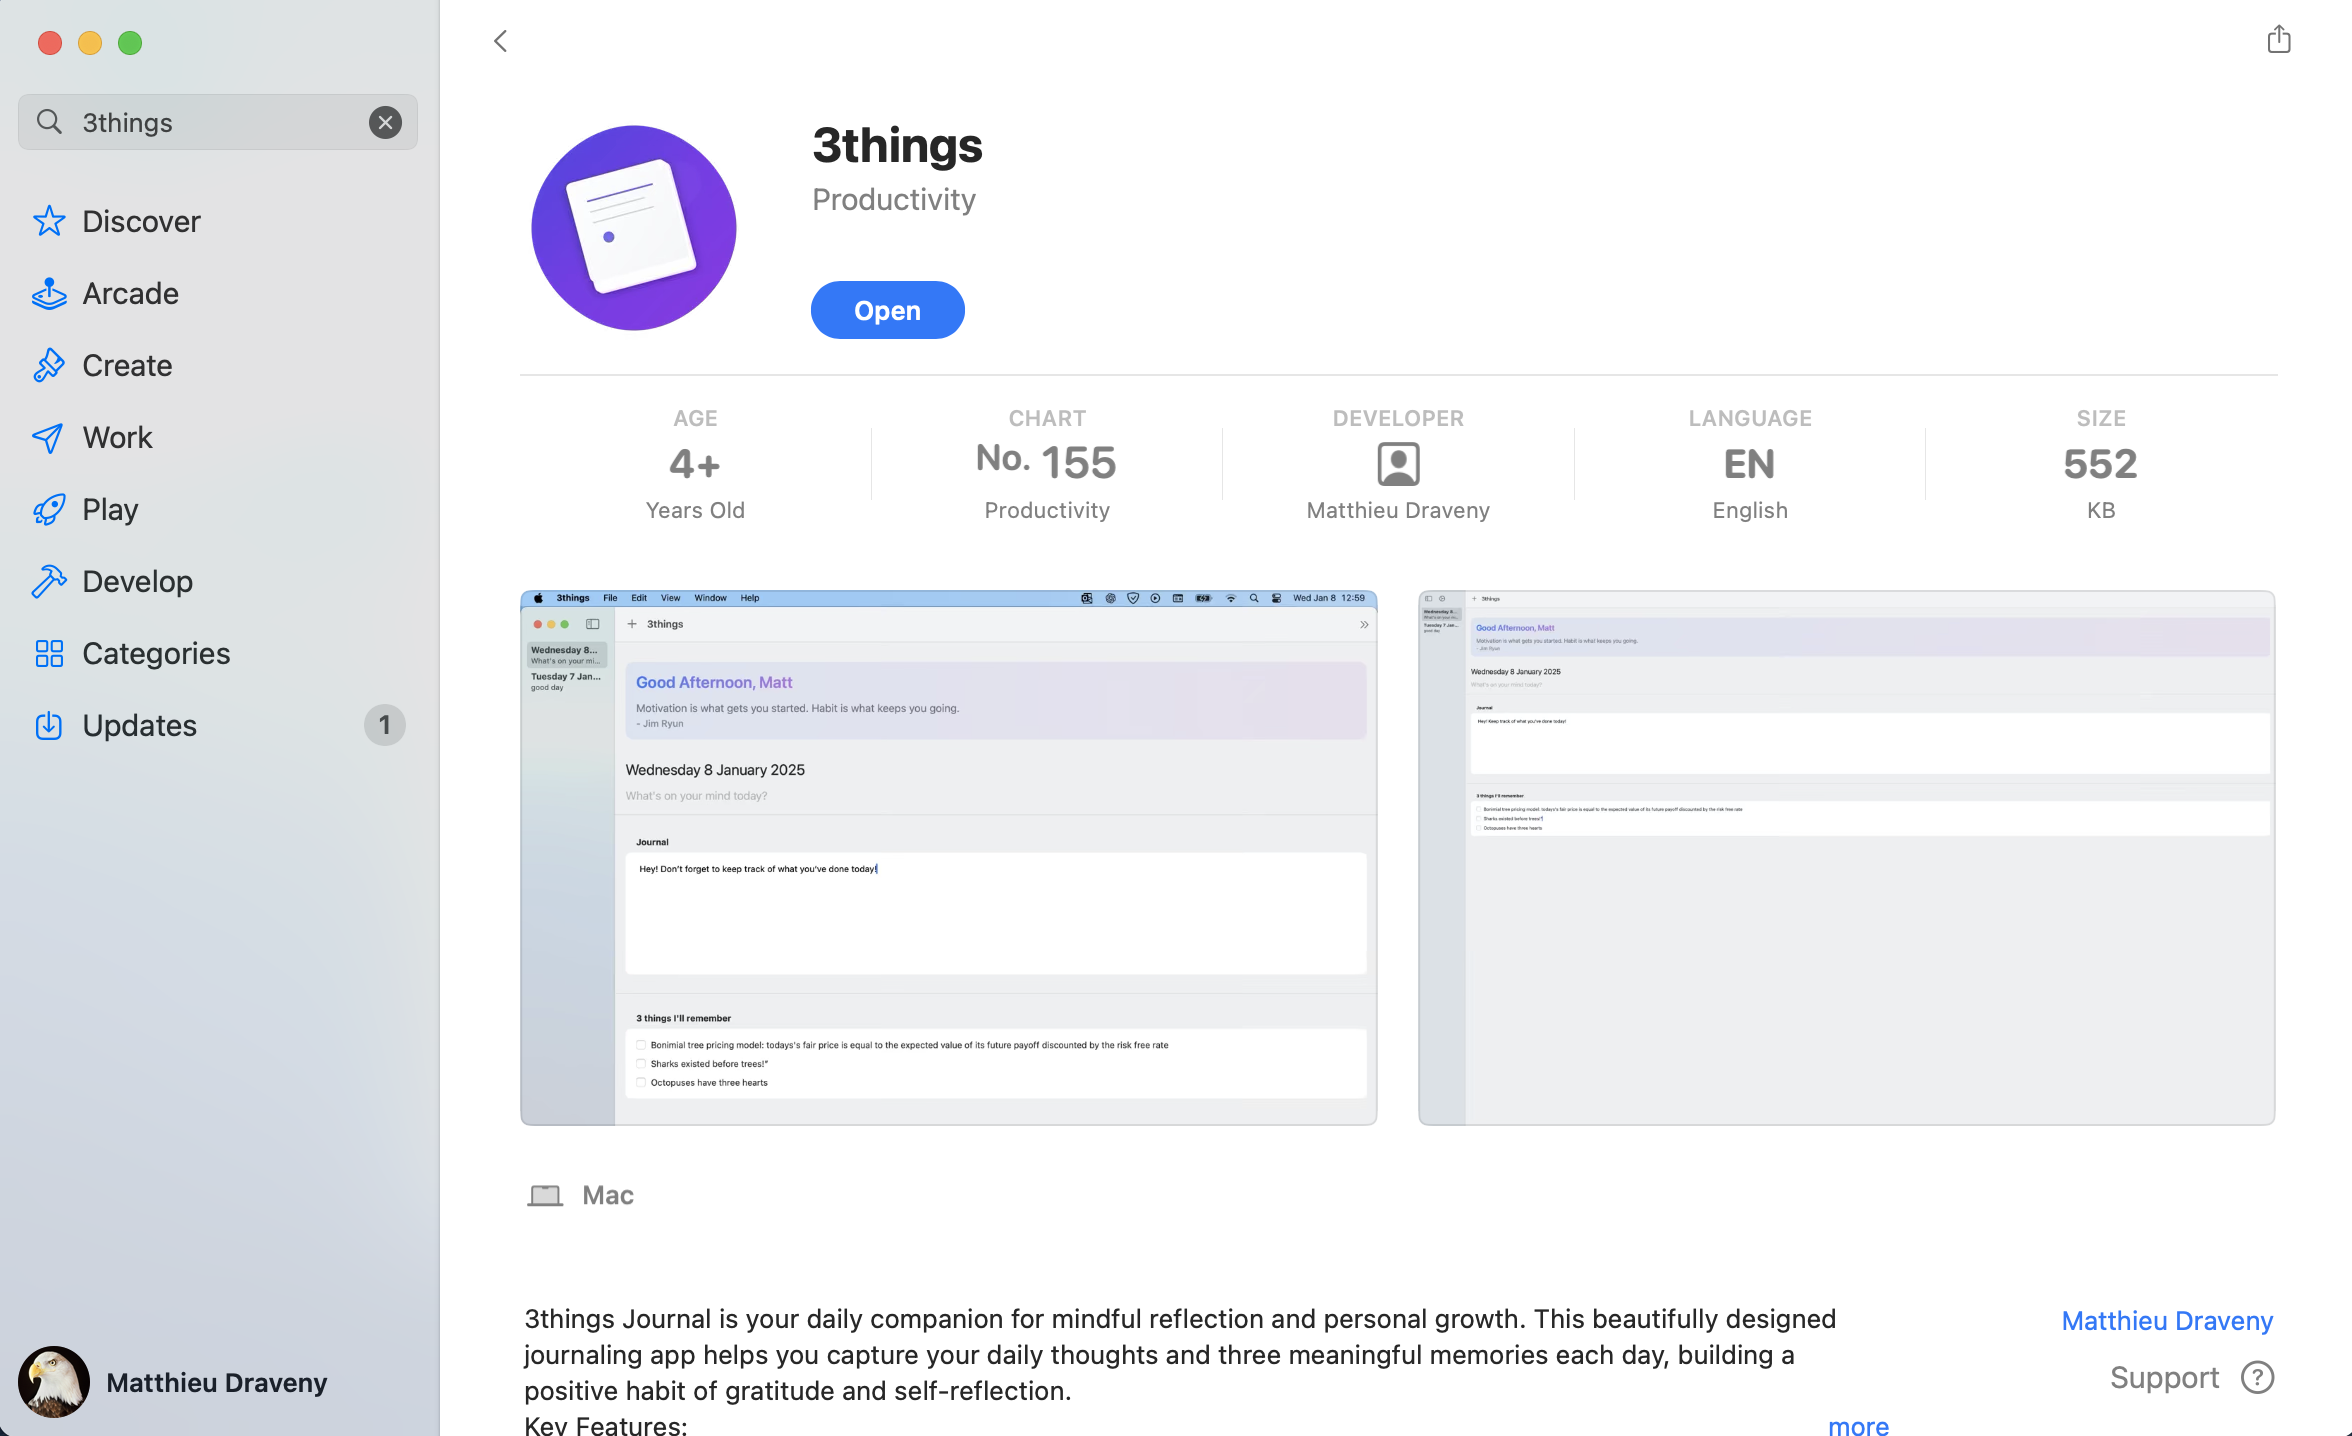 3things
Discover
Arcade
Create
Work
Play
Develop
Categories
Updates
1
Matthieu Draveny
3things
Productivity
Open
AGE
4+
Years Old
CHART
No. 155
Productivity
DEVELOPER
Matthieu Draveny
LANGUAGE
EN
English
SIZE
552
KB
3things File Edit View Window Help
Wed Jan 8 12:59
3things
Wednesday 8...
What's on your mi...
Tuesday 7 Jan...
good day
Good Afternoon, Matt
Motivation is what gets you started. Habit is what keeps you going.
- Jim Ryun
Wednesday 8 January 2025
What's on your mind today?
Journal
Hey! Don't forget to keep track of what you've done today!
3 things I'll remember
Bonimial tree pricing model: todays's fair price is equal to the expected value of its future payoff discounted by the risk free rate
Sharks existed before trees!"
Octopuses have three hearts
3things
Wednesday 8...
What's on your mi...
Tuesday 7 Jan...
good day
Good Afternoon, Matt
Motivation is what gets you started. Habit is what keeps you going.
- Jim Ryun
Wednesday 8 January 2025
What's on your mind today?
Journal
Hey! Keep track of what you've done today!
3 things I'll remember
Bonimial tree pricing model: todays's fair price is equal to the expected value of its future payoff discounted by the risk free rate
Sharks existed before trees!"
Octopuses have three hearts
Mac
3things Journal is your daily companion for mindful reflection and personal growth. This beautifully designed
journaling app helps you capture your daily thoughts and three meaningful memories each day, building a
positive habit of gratitude and self-reflection.
Key Features:
more
Matthieu Draveny
Support